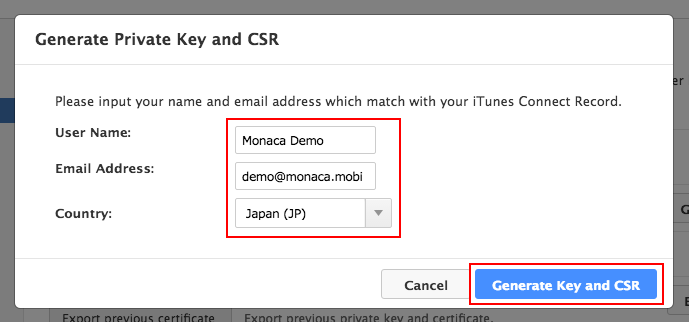 Generate Private Key and CSR
er
Please input your name and email address which match with your iTunes Connect Record.
User Name:
Monaca Demo
Email Address:
demo@monaca.mobi
Country:
Japan (JP)
G
Cancel
Generate Key and CSR
E
Export previous certificate
Export previous private key and certificate.